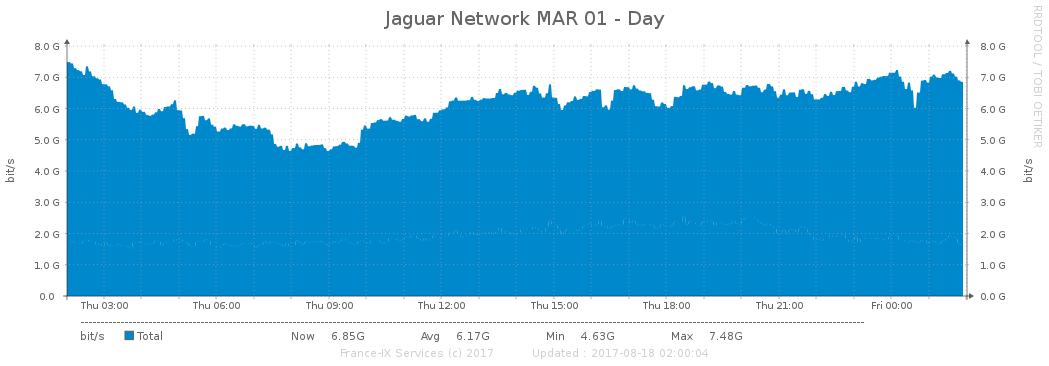 Jaguar Network MAR 01 - Day
RRDTOOL / TOBI OETIKER
8.0 G 8.0 G
7.0 G 7.0 G
6.0 G 6.0 G
5.0 G 5.0 G
4.0 G 4.0 G
3.0 G 3.0 G
2.0 G 2.0 G
1.0 G 1.0 G
0.0 0.0 G
bit/s bit/s
Thu 03:00 Thu 06:00 Thu 09:00 Thu 12:00 Thu 15:00 Thu 18:00 Thu 21:00 Fri 00:00
bit/s Total Now 6.85G Avg 6.17G Min 4.63G Max 7.48G
France-IX Services (c) 2017 Updated : 2017-08-18 02:00:04